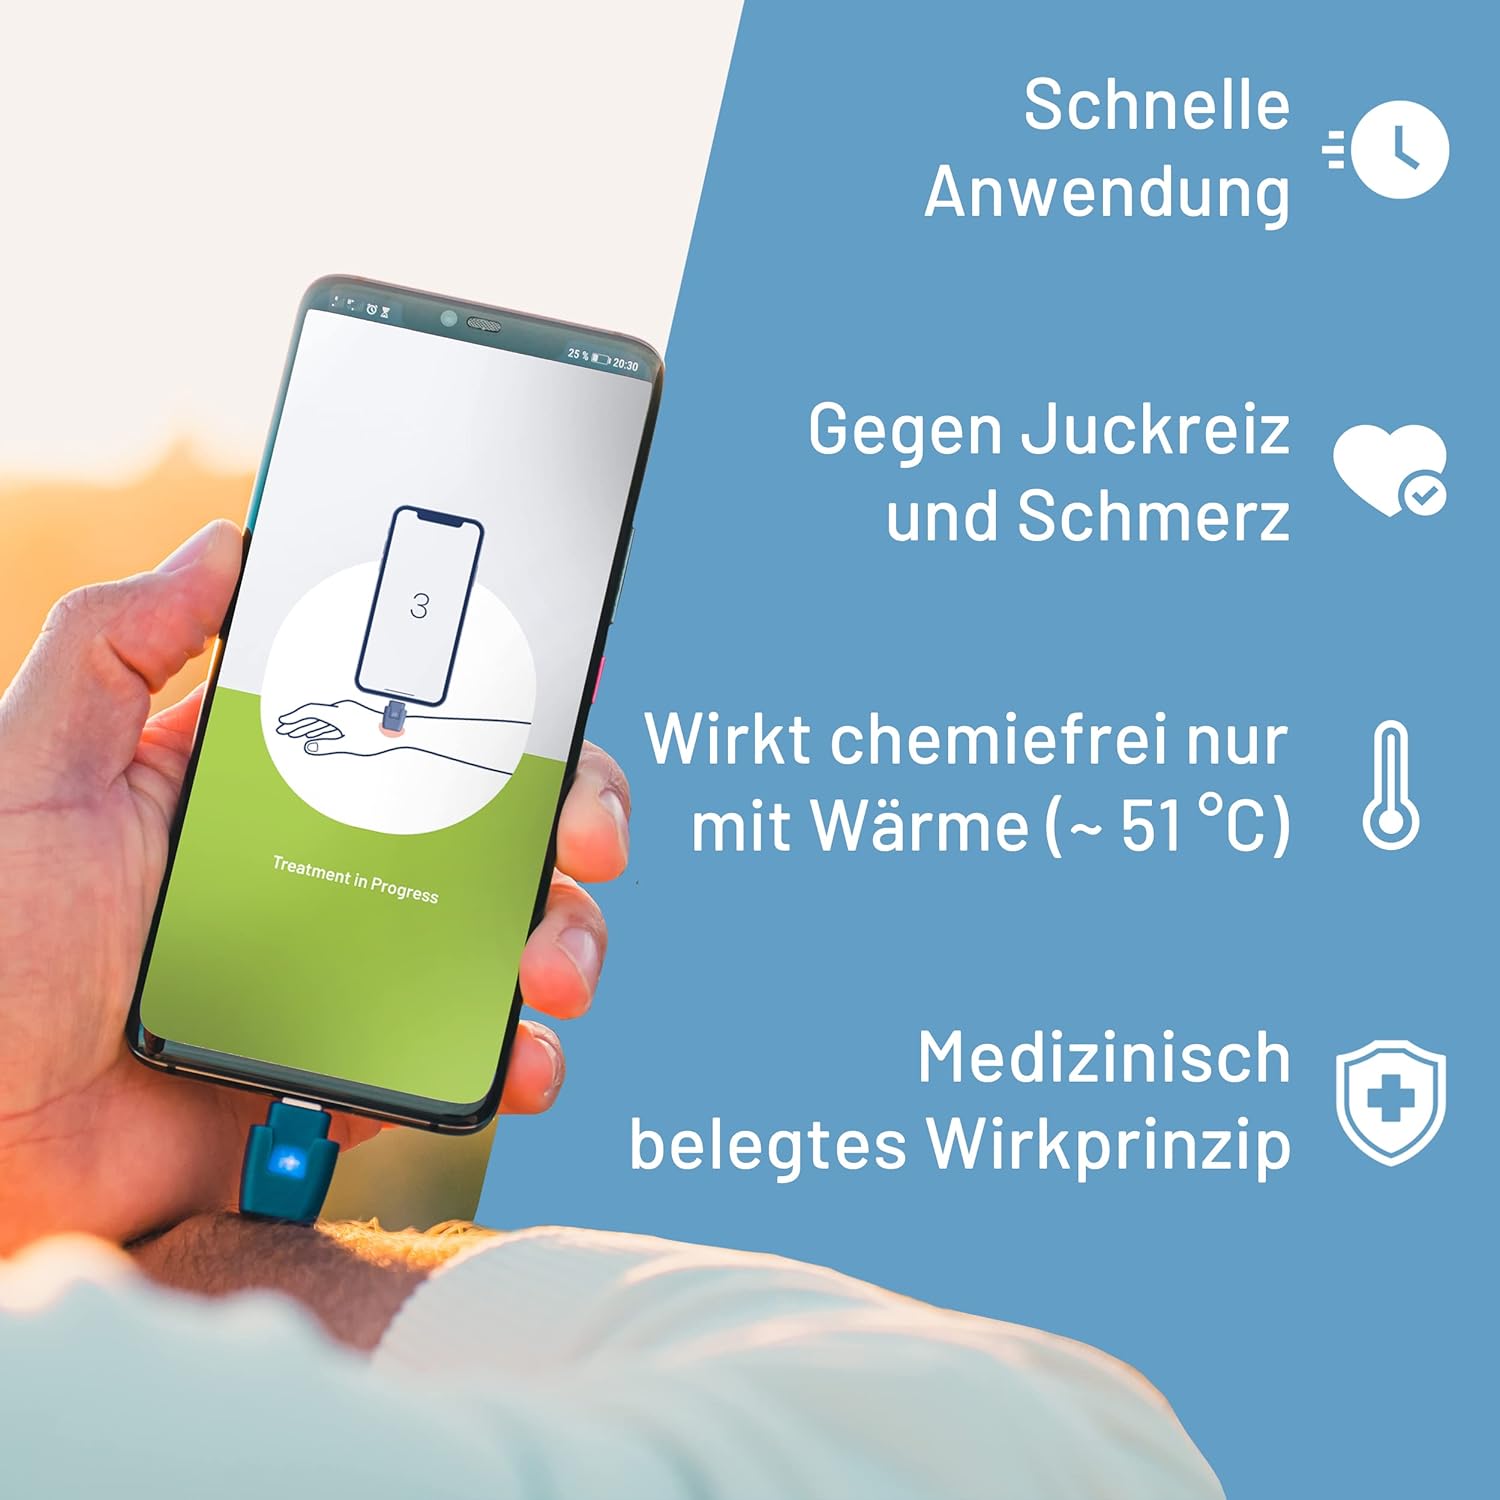 Schnelle
Anwendung
25 % 20:30
Gegen Juckreiz
und Schmerz
3
Wirkt chemiefrei nur
mit Wärme (~ 51 °C)
Treatment in Progress
Medizinisch
belegtes Wirkprinzip